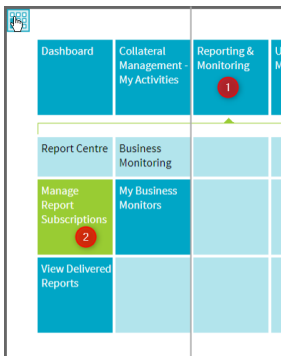 Dashboard
Collateral
Management -
My Activities
Reporting &
Monitoring
1
Report Centre
Business
Monitoring
Manage
Report
Subscriptions
2
My Business
Monitors
View Delivered
Reports